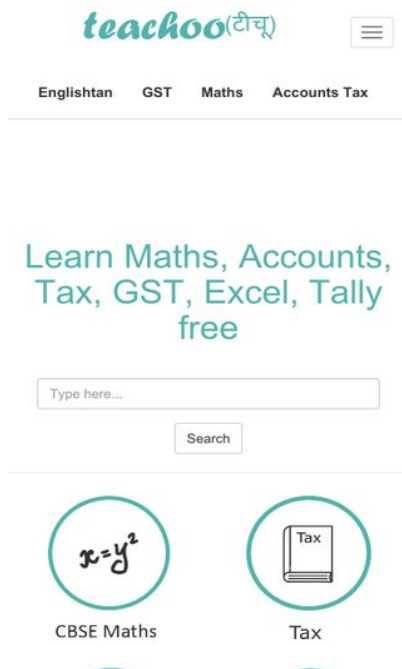 teachoo(टीचू)
Englishtan GST Maths Accounts Tax
Learn Maths, Accounts,
Tax, GST, Excel, Tally
free
Type here...
Search
x=y²
Tax
CBSE Maths
Tax